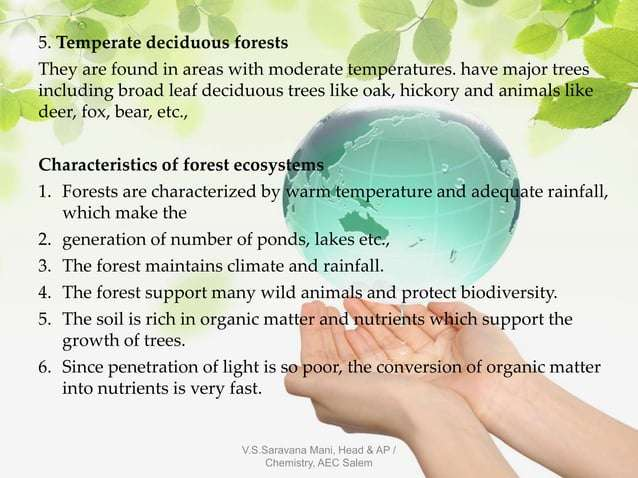 5. Temperate deciduous forests
They are found in areas with moderate temperatures. have major trees
including broad leaf deciduous trees like oak, hickory and animals like
deer, fox, bear, etc.,
Characteristics of forest ecosystems
1. Forests are characterized by warm temperature and adequate rainfall,
which make the
2. generation of number of ponds, lakes etc.,
3. The forest maintains climate and rainfall.
4. The forest support many wild animals and protect biodiversity.
5. The soil is rich in organic matter and nutrients which support the
growth of trees.
6. Since penetration of light is so poor, the conversion of organic matter
into nutrients is very fast.
V.S.Saravana Mani, Head & AP /
Chemistry, AEC Salem